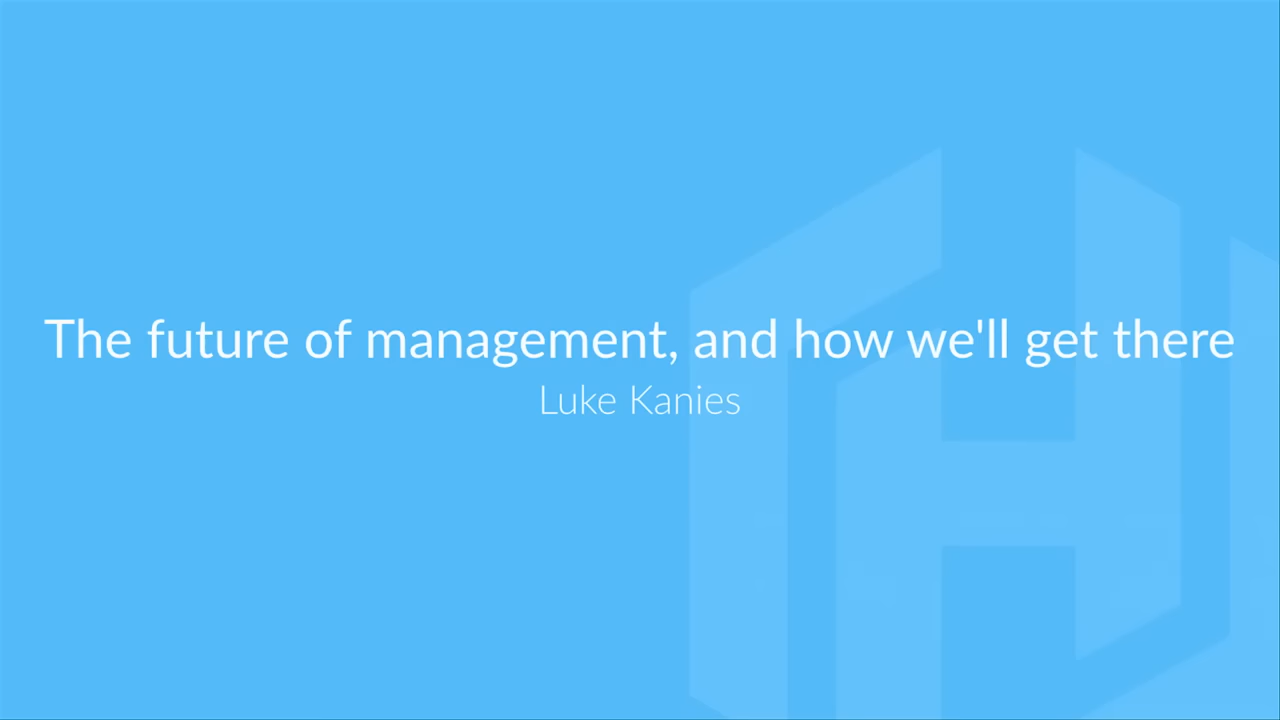 The future of management, and how we'll get there
Luke Kanies